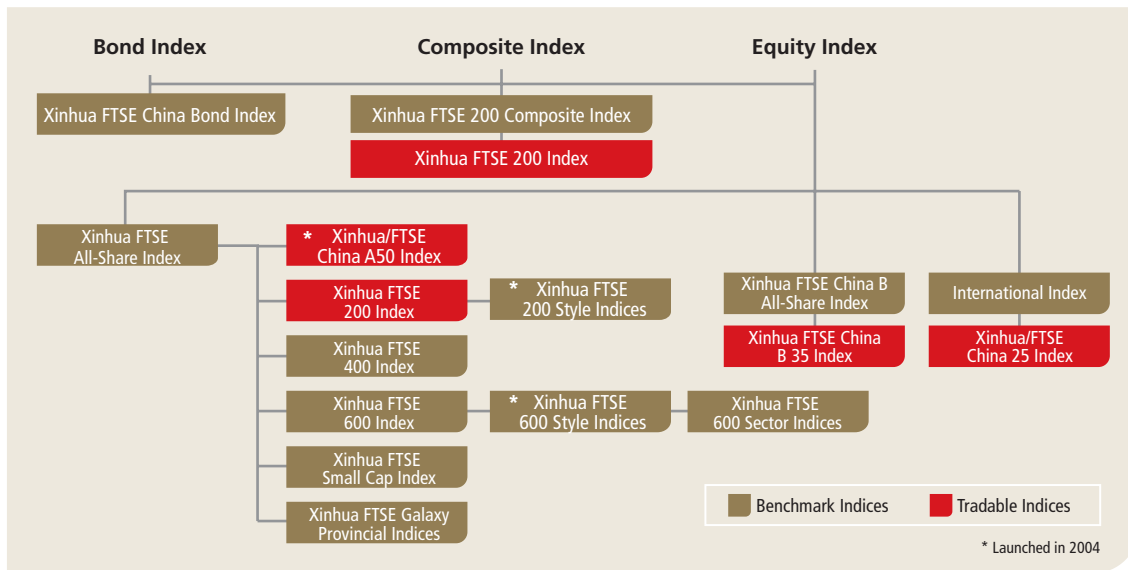 Bond Index
Composite Index
Equity Index
Xinhua FTSE China Bond Index
Xinhua FTSE 200 Composite Index
Xinhua FTSE 200 Index
Xinhua FTSE
All-Share Index
* Xinhua/FTSE
China A50 Index
Xinhua FTSE
200 Index
* Xinhua FTSE
200 Style Indices
Xinhua FTSE
400 Index
Xinhua FTSE
600 Index
* Xinhua FTSE
600 Style Indices
Xinhua FTSE
600 Sector Indices
Xinhua FTSE
Small Cap Index
Xinhua FTSE Galaxy
Provincial Indices
Xinhua FTSE China B
All-Share Index
Xinhua FTSE China
B 35 Index
International Index
Xinhua/FTSE
China 25 Index
Benchmark Indices
Tradable Indices
* Launched in 2004